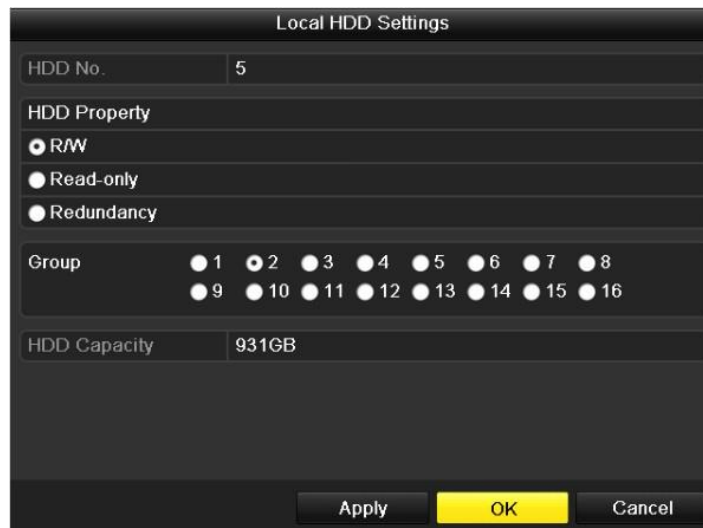 Local HDD Settings
HDD No. 5
HDD Property
R/W
Read-only
Redundancy
Group 1 2 3 4 5 6 7 8
9 10 11 12 13 14 15 16
HDD Capacity 931GB
Apply OK Cancel